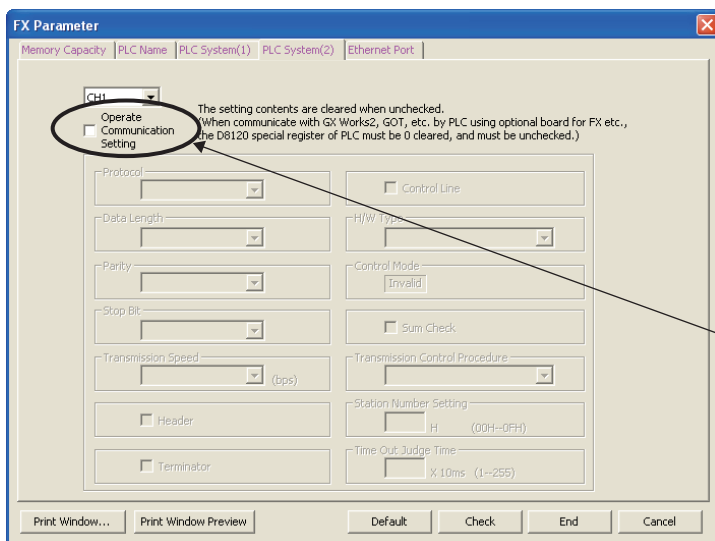 FX Parameter
Memory Capacity PLC Name PLC System(1) PLC System(2) Ethernet Port
CH1
Operate
Communication
Setting
The setting contents are cleared when unchecked.
(When communicate with GX Works2, GOT, etc. by PLC using optional board for FX etc.,
the D8120 special register of PLC must be 0 cleared, and must be unchecked.)
Protocol
Control Line
Data Length
H/W Type
Parity
Control Mode
Invalid
Stop Bit
Sum Check
Transmission Speed
(bps)
Transmission Control Procedure
Header
Station Number Setting
H (00H--0FH)
Terminator
Time Out Judge Time
X 10ms (1--255)
Print Window... Print Window Preview Default Check End Cancel